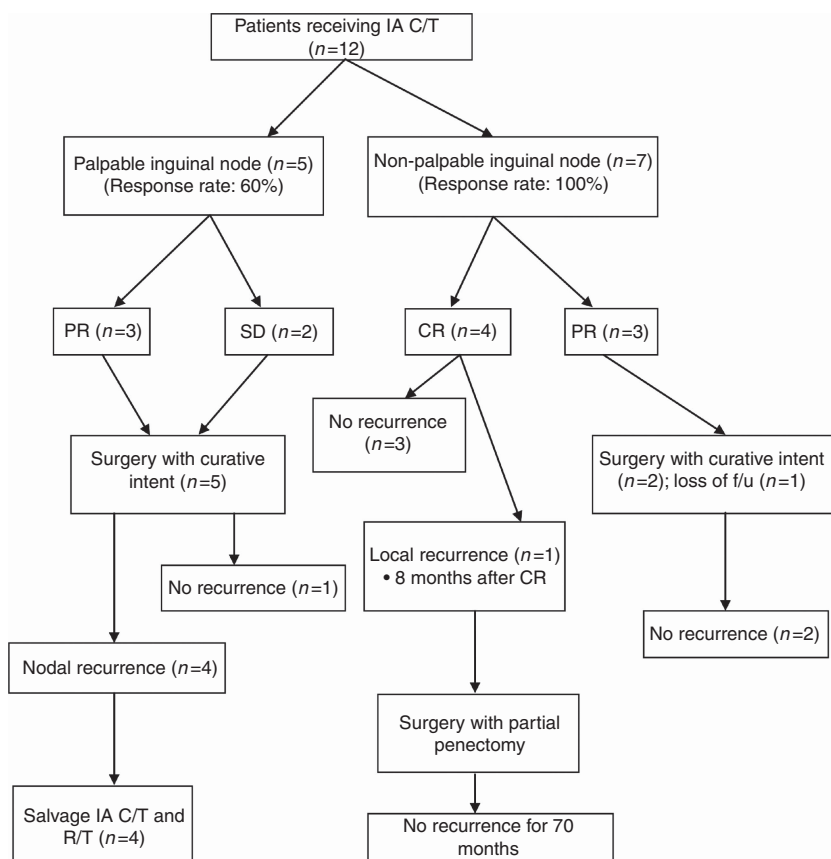 Patients receiving IA C/T
(n=12)
Palpable inguinal node (n=5)
(Response rate: 60%)
Non-palpable inguinal node (n=7)
(Response rate: 100%)
PR (n=3)
SD (n=2)
CR (n=4)
PR (n=3)
No recurrence
(n=3)
Surgery with curative
intent (n=5)
Surgery with curative intent
(n=2); loss of f/u (n=1)
Local recurrence (n=1)
• 8 months after CR
No recurrence (n=1)
No recurrence (n=2)
Nodal recurrence (n=4)
Surgery with partial
penectomy
Salvage IA C/T and
R/T (n=4)
No recurrence for 70
months